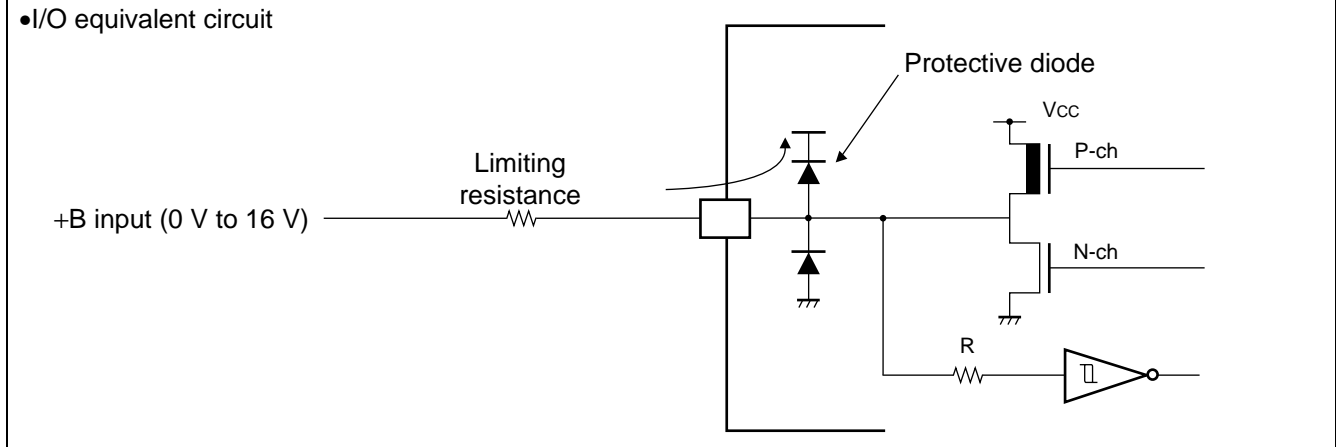 •I/O equivalent circuit
Protective diode
Vcc
P-ch
Limiting
resistance
+B input (0 V to 16 V)
N-ch
R